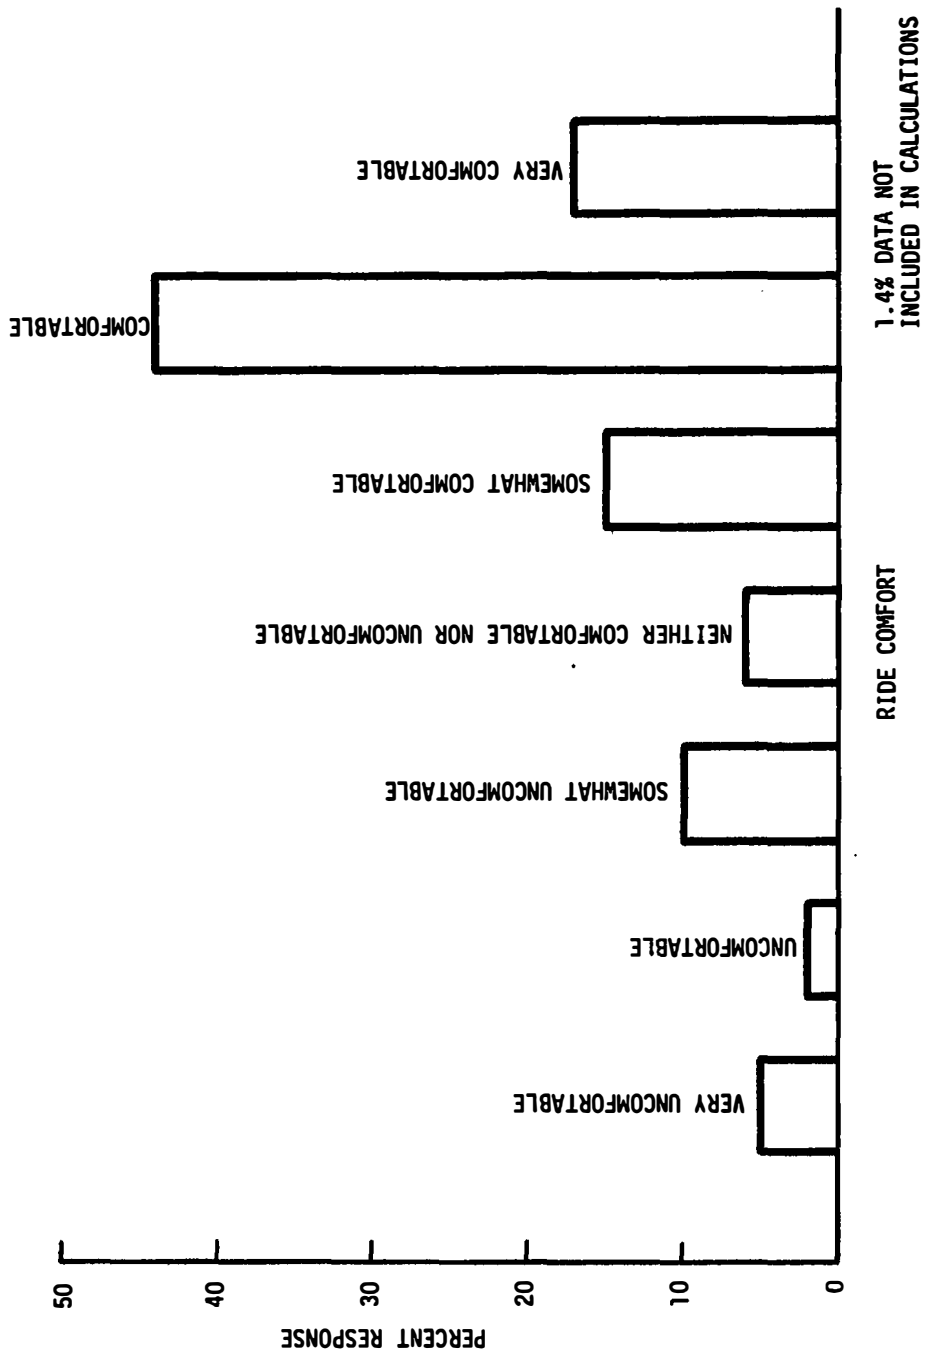 PERCENT RESPONSE
50
40
30
20
10
0
VERY UNCOMFORTABLE
UNCOMFORTABLE
SOMEWHAT UNCOMFORTABLE
NEITHER COMFORTABLE NOR UNCOMFORTABLE
SOMEWHAT COMFORTABLE
COMFORTABLE
VERY COMFORTABLE
RIDE COMFORT
1.4% DATA NOT
INCLUDED IN CALCULATIONS